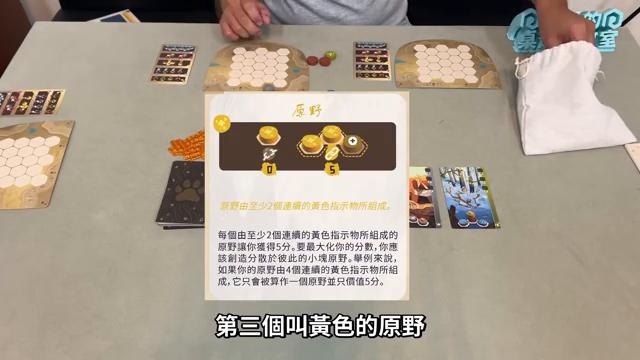 原野
0
5
原野由至少2個連續的黃色指示物所組成。
每個由至少2個連續的黃色指示物所組成的
原野讓你獲得5分。要最大化你的分數,你應
該創造分散於彼此的小塊原野。舉例來說,
如果你的原野由4個連續的黃色指示物所組
成,它只會被算作一個原野並只價值5分。
第三個叫黃色的原野